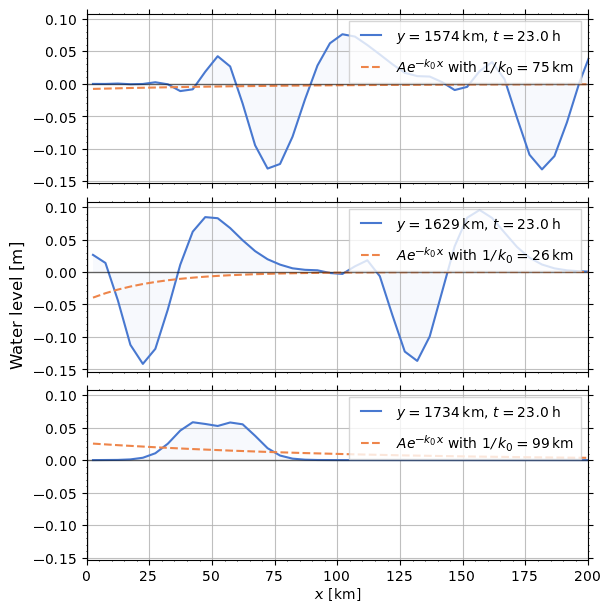 0.10
0.05
0.00
−0.05
−0.10
−0.15
y = 1574 km, t = 23.0 h
Ae^{−k₀x} with 1/k₀ = 75 km
0.10
0.05
0.00
−0.05
−0.10
−0.15
y = 1629 km, t = 23.0 h
Ae^{−k₀x} with 1/k₀ = 26 km
Water level [m]
0.10
0.05
0.00
−0.05
−0.10
−0.15
y = 1734 km, t = 23.0 h
Ae^{−k₀x} with 1/k₀ = 99 km
0 25 50 75 100 125 150 175 200
x [km]